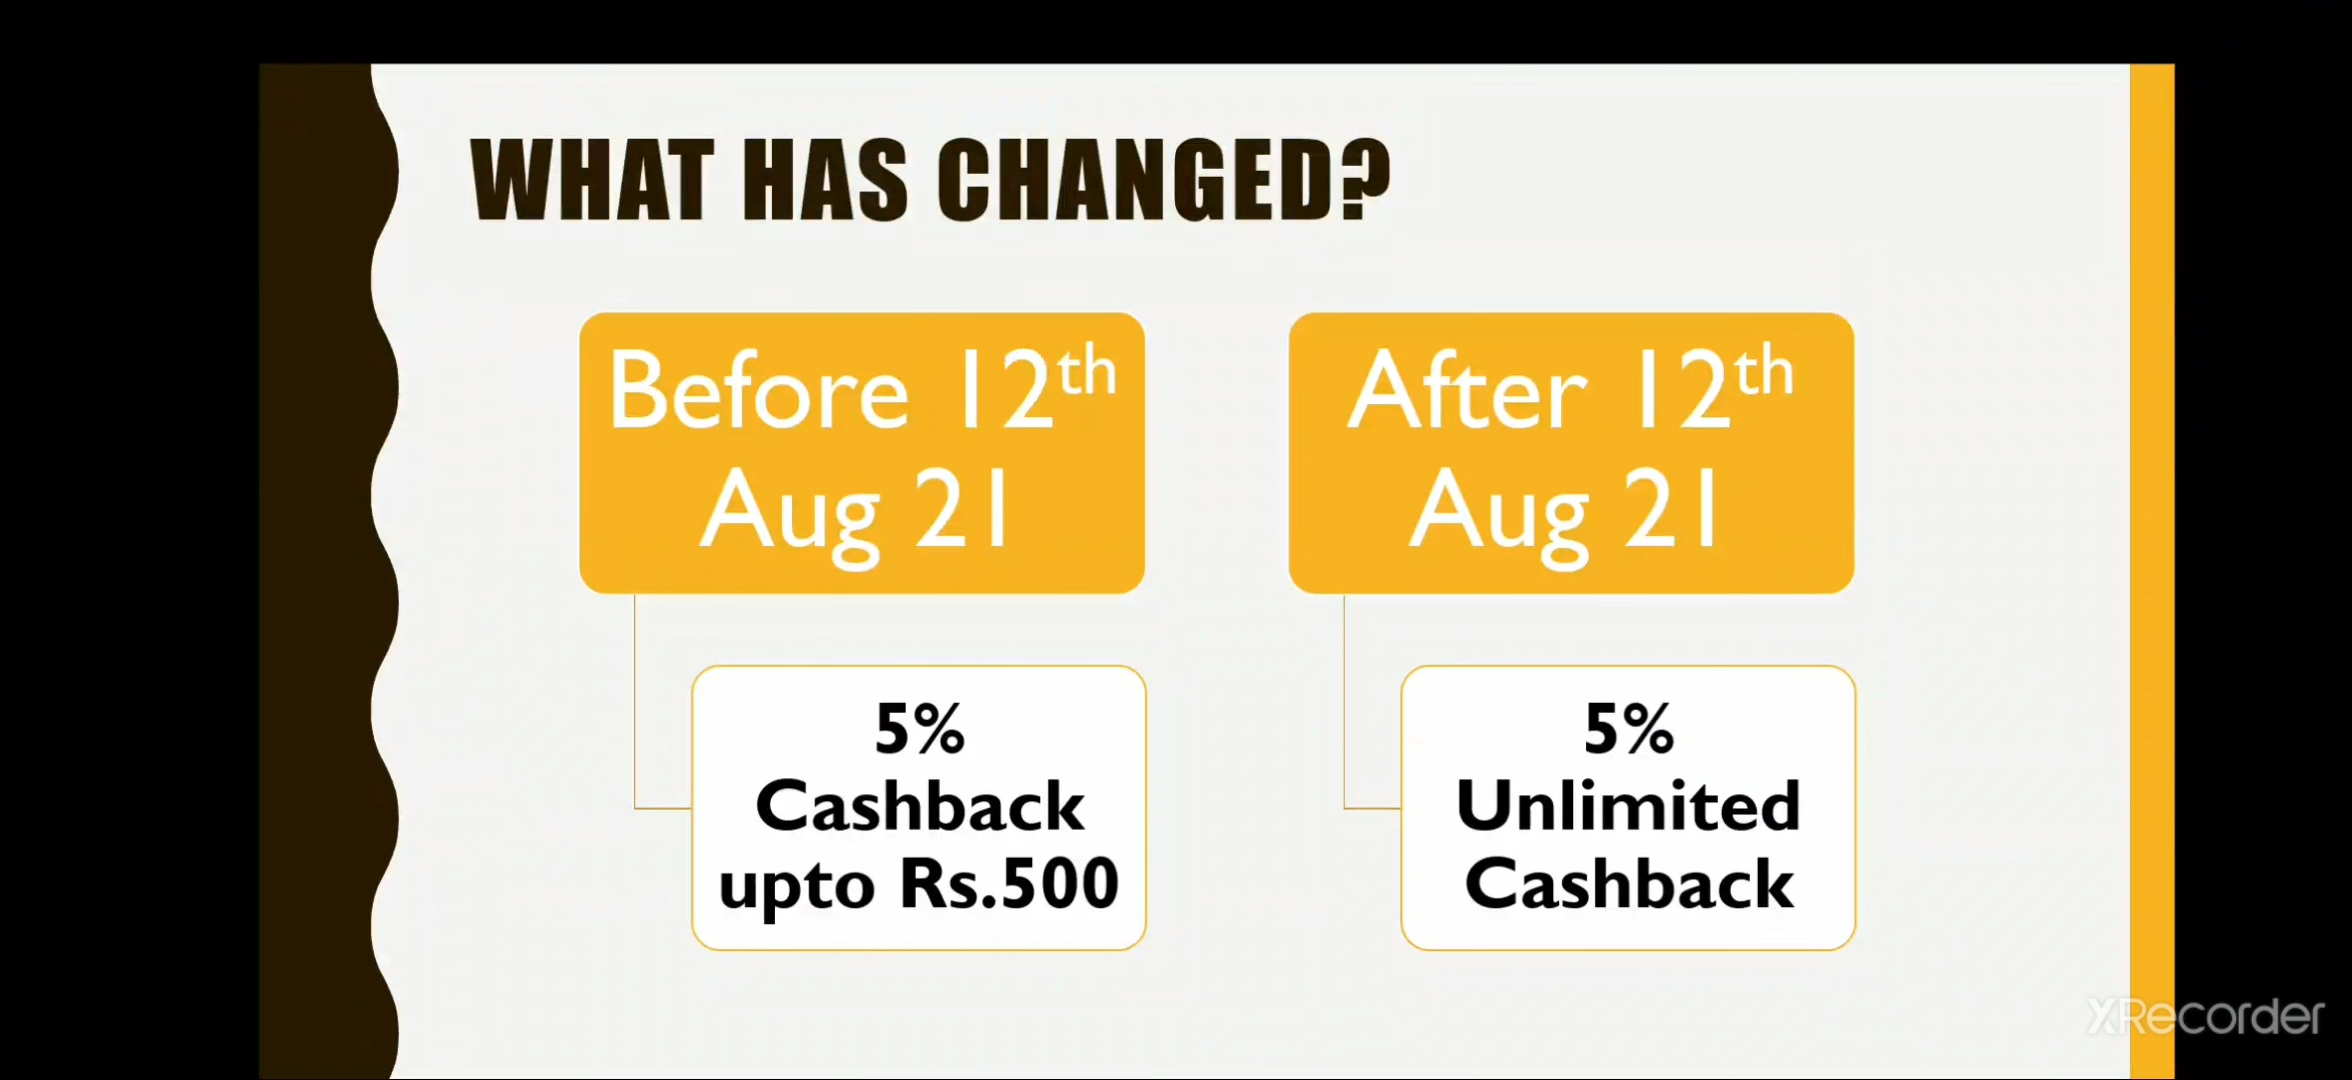 WHAT HAS CHANGED?
Before 12th
Aug 21
After 12th
Aug 21
5%
Cashback
upto Rs.500
5%
Unlimited
Cashback
XRecorder